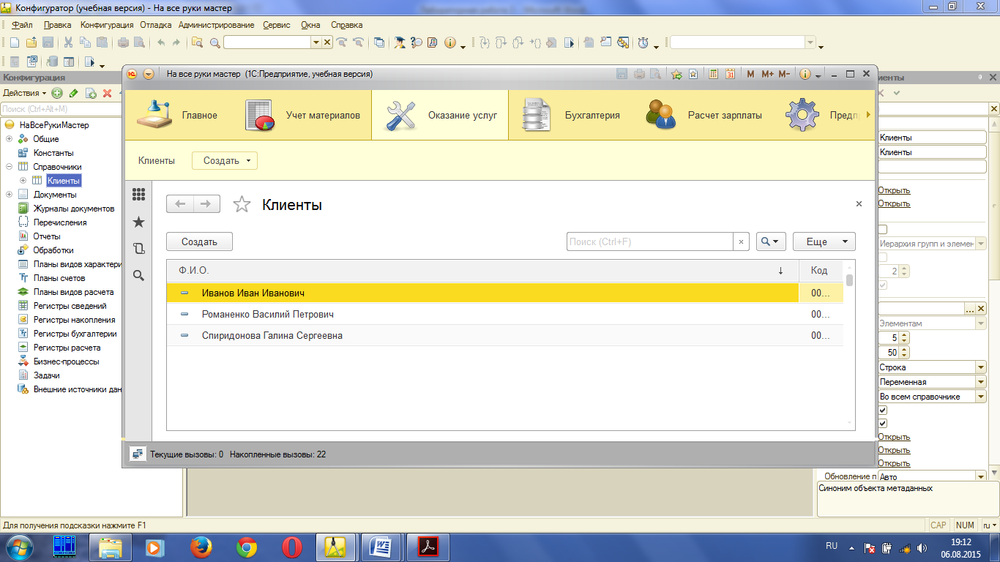 Конфигуратор (учебная версия) - На все руки мастер
Файл Правка Конфигурация Отладка Администрирование Сервис Окна Справка
Конфигурация
Действия
Поиск (Ctrl+Alt+M)
НаВсеРукиМастер
Общие
Константы
Справочники
Клиенты
Документы
Журналы документов
Перечисления
Отчеты
Обработки
Планы видов характери
Планы счетов
Планы видов расчета
Регистры сведений
Регистры накопления
Регистры бухгалтерии
Регистры расчета
Бизнес-процессы
Задачи
Внешние источники дан
На все руки мастер (1С:Предприятие, учебная версия)
M M+ M-
Главное Учет материалов Оказание услуг Бухгалтерия Расчет зарплаты Предп
Клиенты Создать
Клиенты
Создать Поиск (Ctrl+F) × Еще
Ф.И.О. ↓ Код
Иванов Иван Иванович 00...
Романенко Василий Петрович 00...
Спиридонова Галина Сергеевна 00...
Текущие вызовы: 0 Накопленные вызовы: 22
иенты
Клиенты
Клиенты
Открыть
Открыть
Иерархия групп и элемен
2
...
Элементам
5
50
Строка
Переменная
Во всем справочнике
Открыть
Открыть
Открыть
Обновление п Авто
Синоним объекта метаданных
Для получения подсказки нажмите F1
CAP NUM ru
RU
19:12
06.08.2015